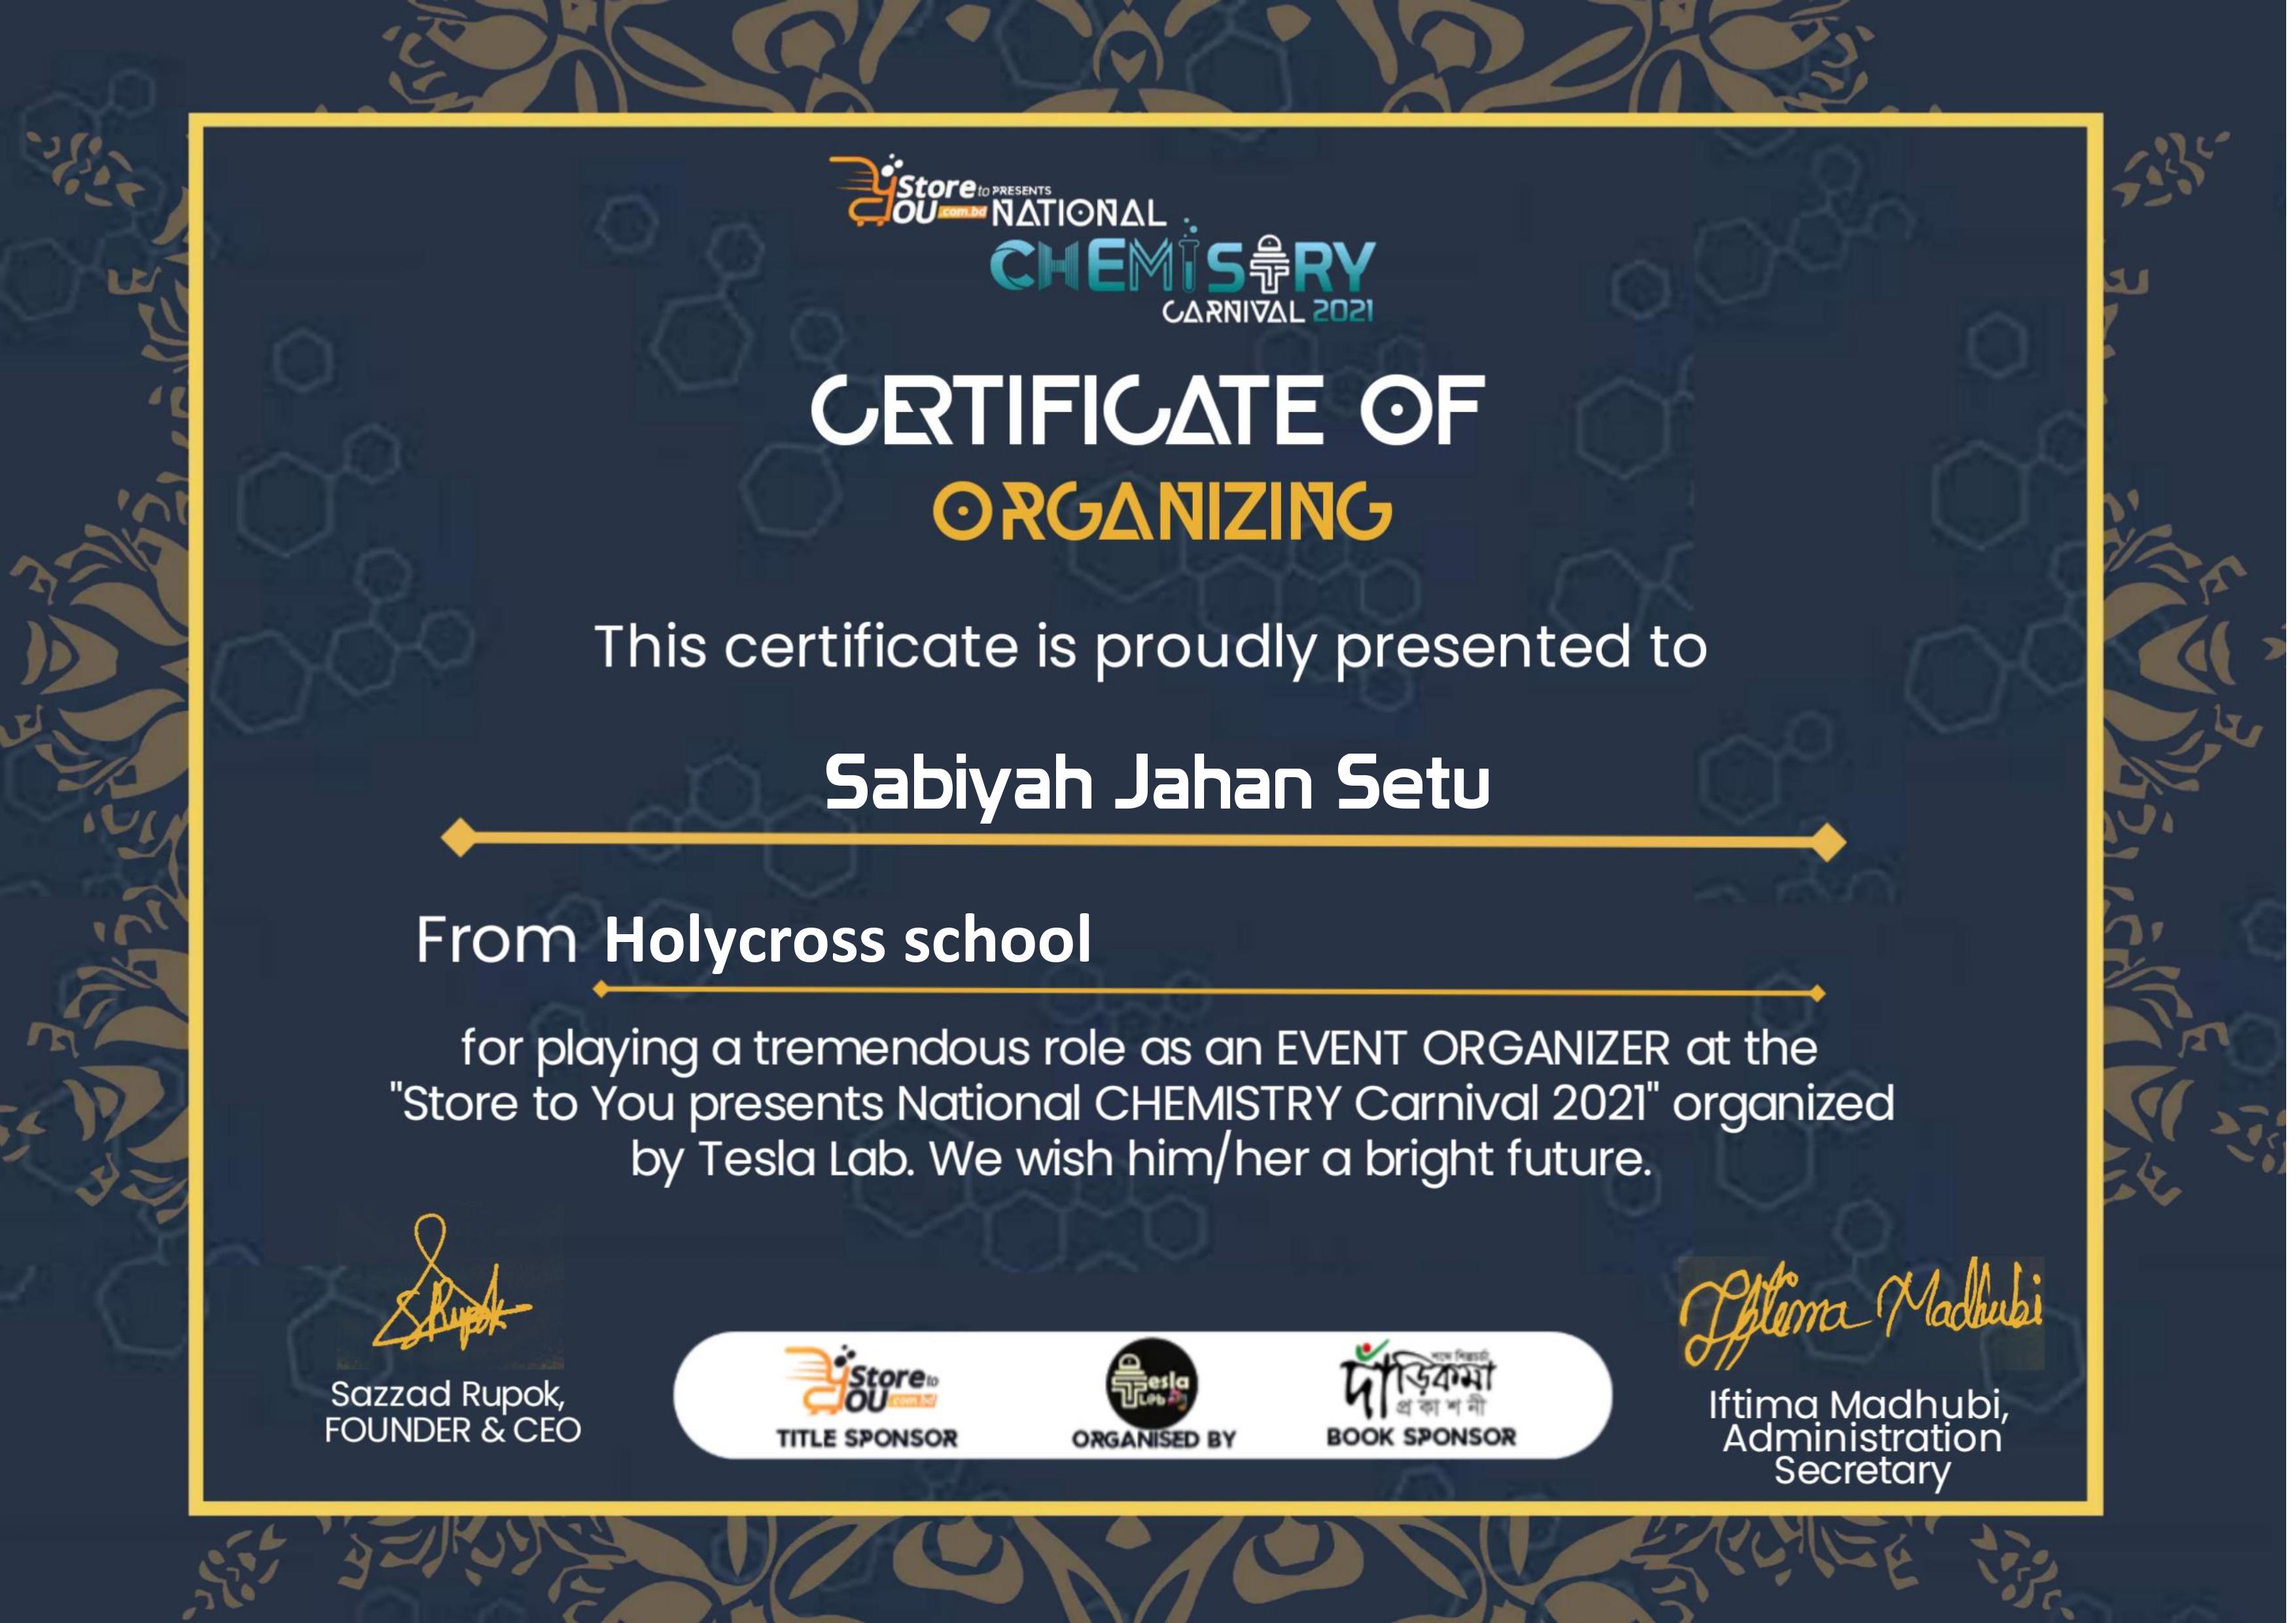 Store to PRESENTS
YOU .com.bd NATIONAL
CHEMISTRY
CARNIVAL 2021
CERTIFICATE OF
ORGANIZING
This certificate is proudly presented to
Sabiyah Jahan Setu
From Holycross school
for playing a tremendous role as an EVENT ORGANIZER at the
"Store to You presents National CHEMISTRY Carnival 2021" organized
by Tesla Lab. We wish him/her a bright future.
SRupok
Iftima Madhubi
Sazzad Rupok,
FOUNDER & CEO
Store to
YOU .com.bd
TITLE SPONSOR
Tesla
Lab
ORGANISED BY
দাঁড়িকমা
প্রকাশনী
BOOK SPONSOR
Iftima Madhubi,
Administration
Secretary